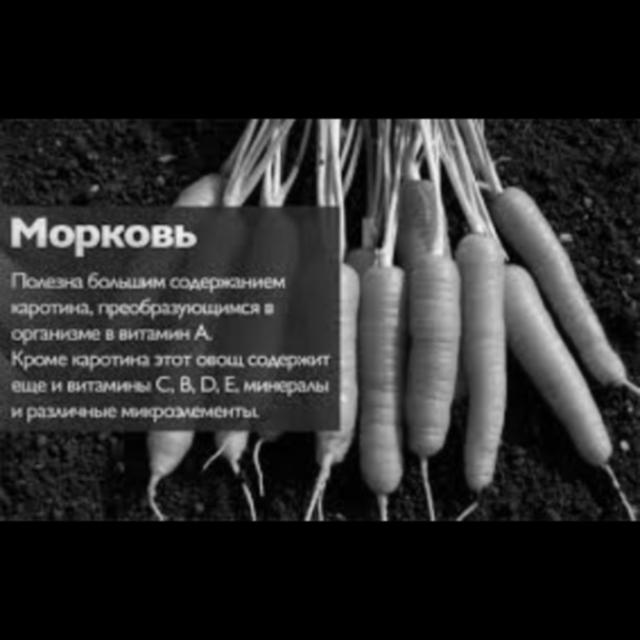 Морковь
Полезна большим содержанием
каротина, преобразующимся в
организме в витамин А.
Кроме каротина этот овощ содержит
еще и витамины С, В, D, Е, минералы
и различные микроэлементы.